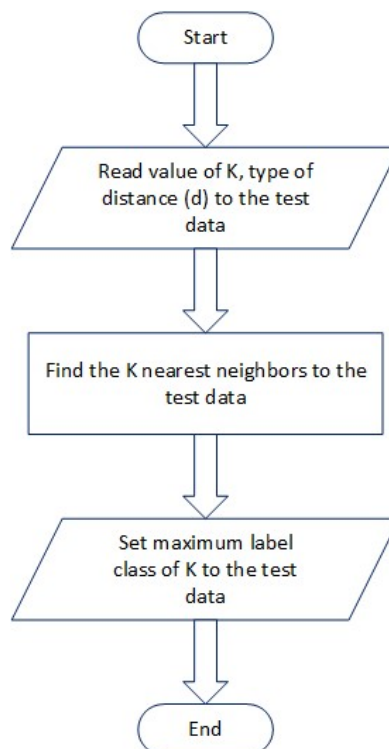 Start
Read value of K, type of
distance (d) to the test
data
Find the K nearest neighbors to the
test data
Set maximum label
class of K to the test
data
End